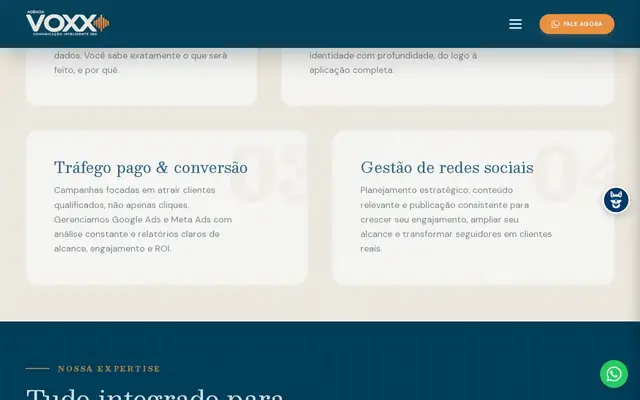 AGÊNCIA
VOXX
COMUNICAÇÃO INTELIGENTE 360
FALE AGORA
dados. Você sabe exatamente o que será
feito, e por quê.
identidade com profundidade, do logo à
aplicação completa.
03
Tráfego pago & conversão
Campanhas focadas em atrair clientes
qualificados, não apenas cliques.
Gerenciamos Google Ads e Meta Ads com
análise constante e relatórios claros de
alcance, engajamento e ROI.
04
Gestão de redes sociais
Planejamento estratégico, conteúdo
relevante e publicação consistente para
crescer seu engajamento, ampliar seu
alcance e transformar seguidores em clientes
reais.
NOSSA EXPERTISE
Tudo integrado para